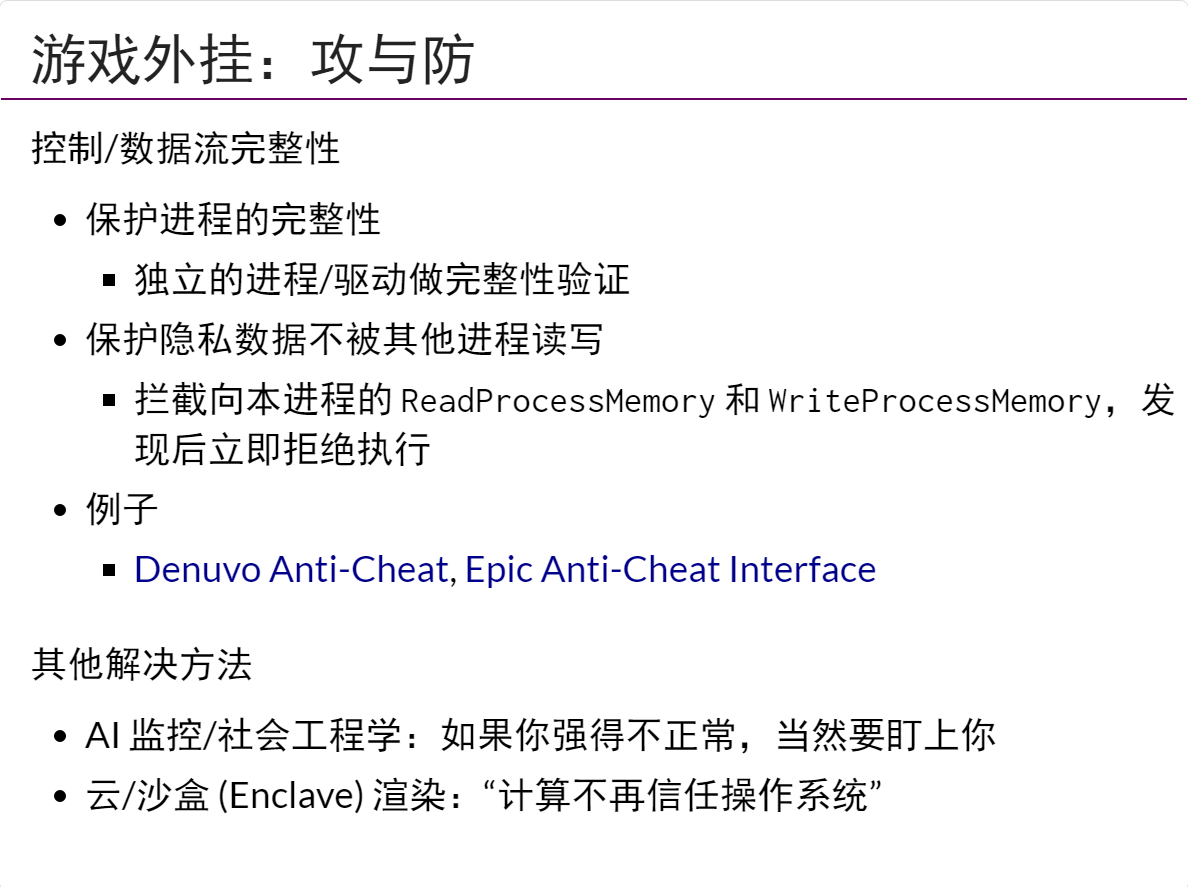 游戏外挂：攻与防
控制/数据流完整性
保护进程的完整性
独立的进程/驱动做完整性验证
保护隐私数据不被其他进程读写
拦截向本进程的 ReadProcessMemory 和 WriteProcessMemory，发
现后立即拒绝执行
例子
Denuvo Anti-Cheat, Epic Anti-Cheat Interface
其他解决方法
AI 监控/社会工程学：如果你强得不正常，当然要盯上你
云/沙盒 (Enclave) 渲染：“计算不再信任操作系统”